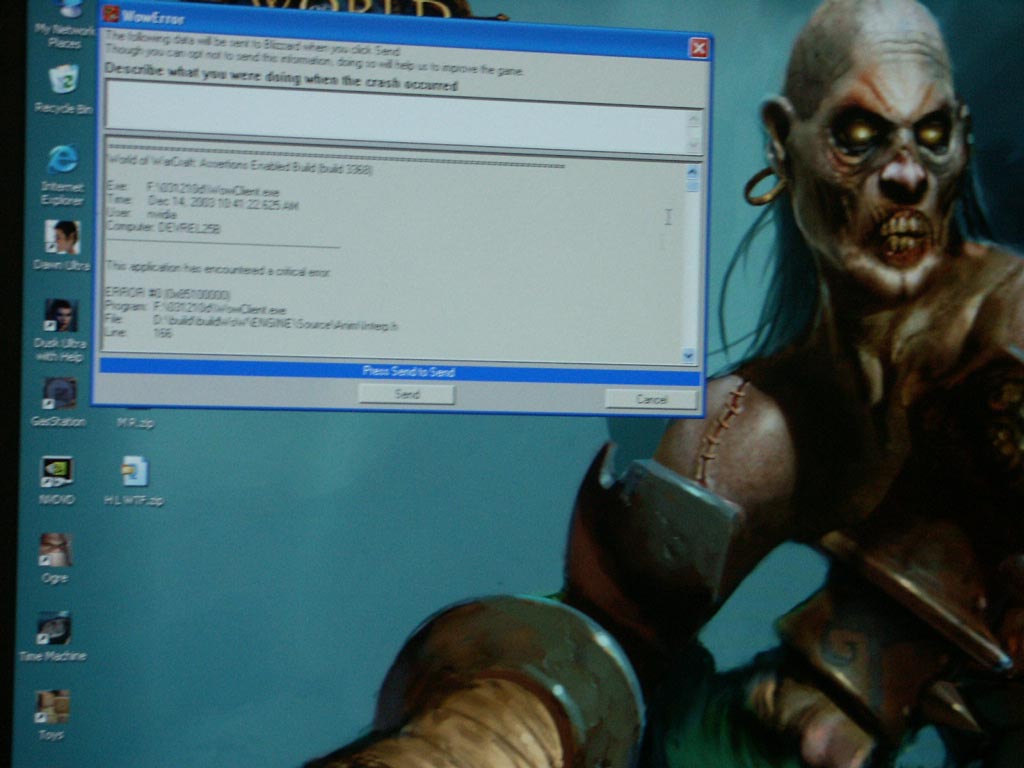 WORLD
My Network
Places
Recycle Bin
Internet
Explorer
Dawn Ultra
Dusk Ultra
with Help
GasStation
M.R.zip
NVDVD
H.L.WTF.zip
Ogre
Time Machine
Toys
WowError
The following data will be sent to Blizzard when you click Send
Though you can opt not to send this information, doing so will help us to improve the game.
Describe what you were doing when the crash occurred
World of WarCraft: Assertions Enabled Build (build 3368)
Exe: F:\031210d\WowClient.exe
Time: Dec 14, 2003 10:41:22.625 AM
User: nvidia
Computer: DEVREL25B
This application has encountered a critical error:
ERROR #0 (0x85100000)
Program: F:\031210d\WowClient.exe
File: D:\build\buildWoW\ENGINE\Source\Anim\Interp.h
Line: 166
Press Send to Send
Send
Cancel